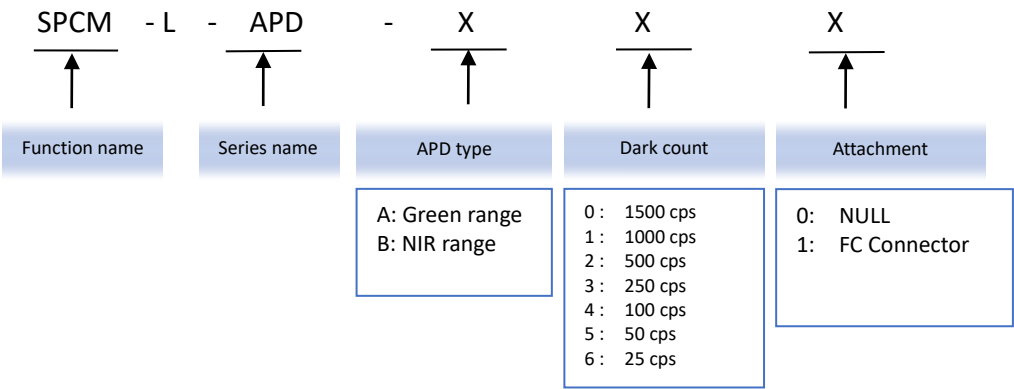 SPCM - L - APD - X X X
Function name Series name APD type Dark count Attachment
A: Green range
B: NIR range
0 : 1500 cps
1 : 1000 cps
2 : 500 cps
3 : 250 cps
4 : 100 cps
5 : 50 cps
6 : 25 cps
0: NULL
1: FC Connector